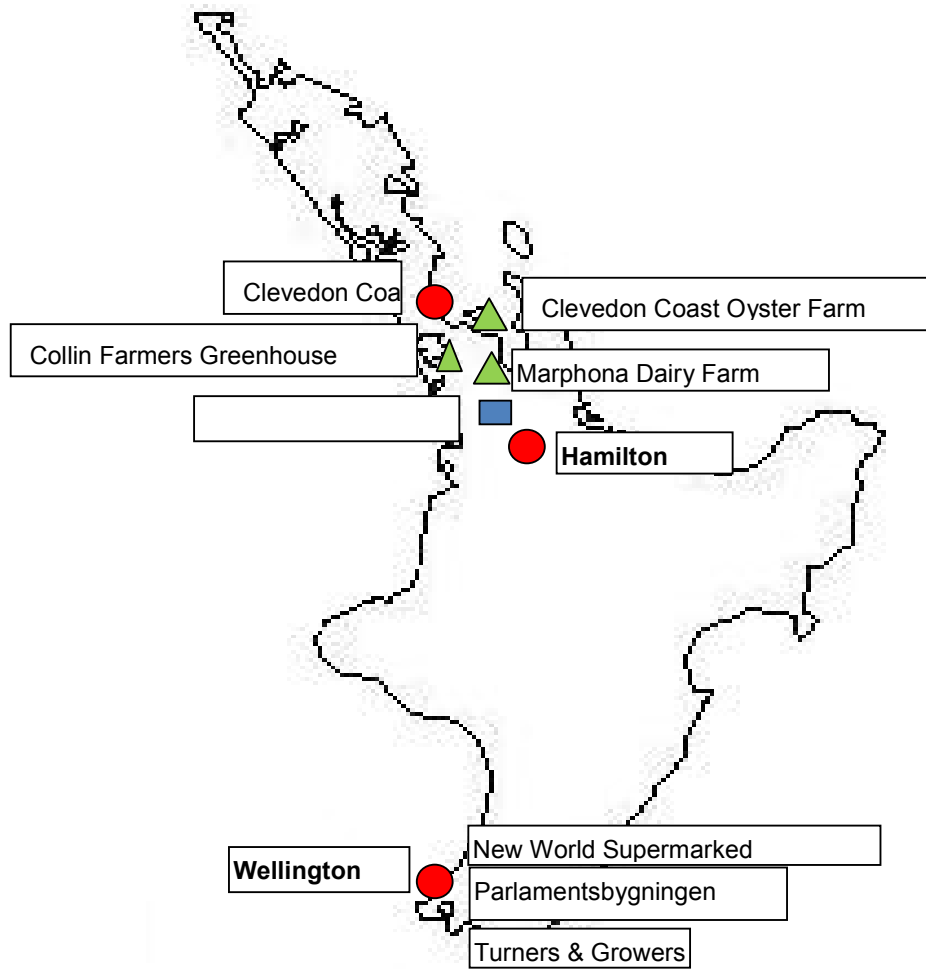 Clevedon Coa
Clevedon Coast Oyster Farm
Collin Farmers Greenhouse
Marphona Dairy Farm
Hamilton
New World Supermarked
Wellington
Parlamentsbygningen
Turners & Growers